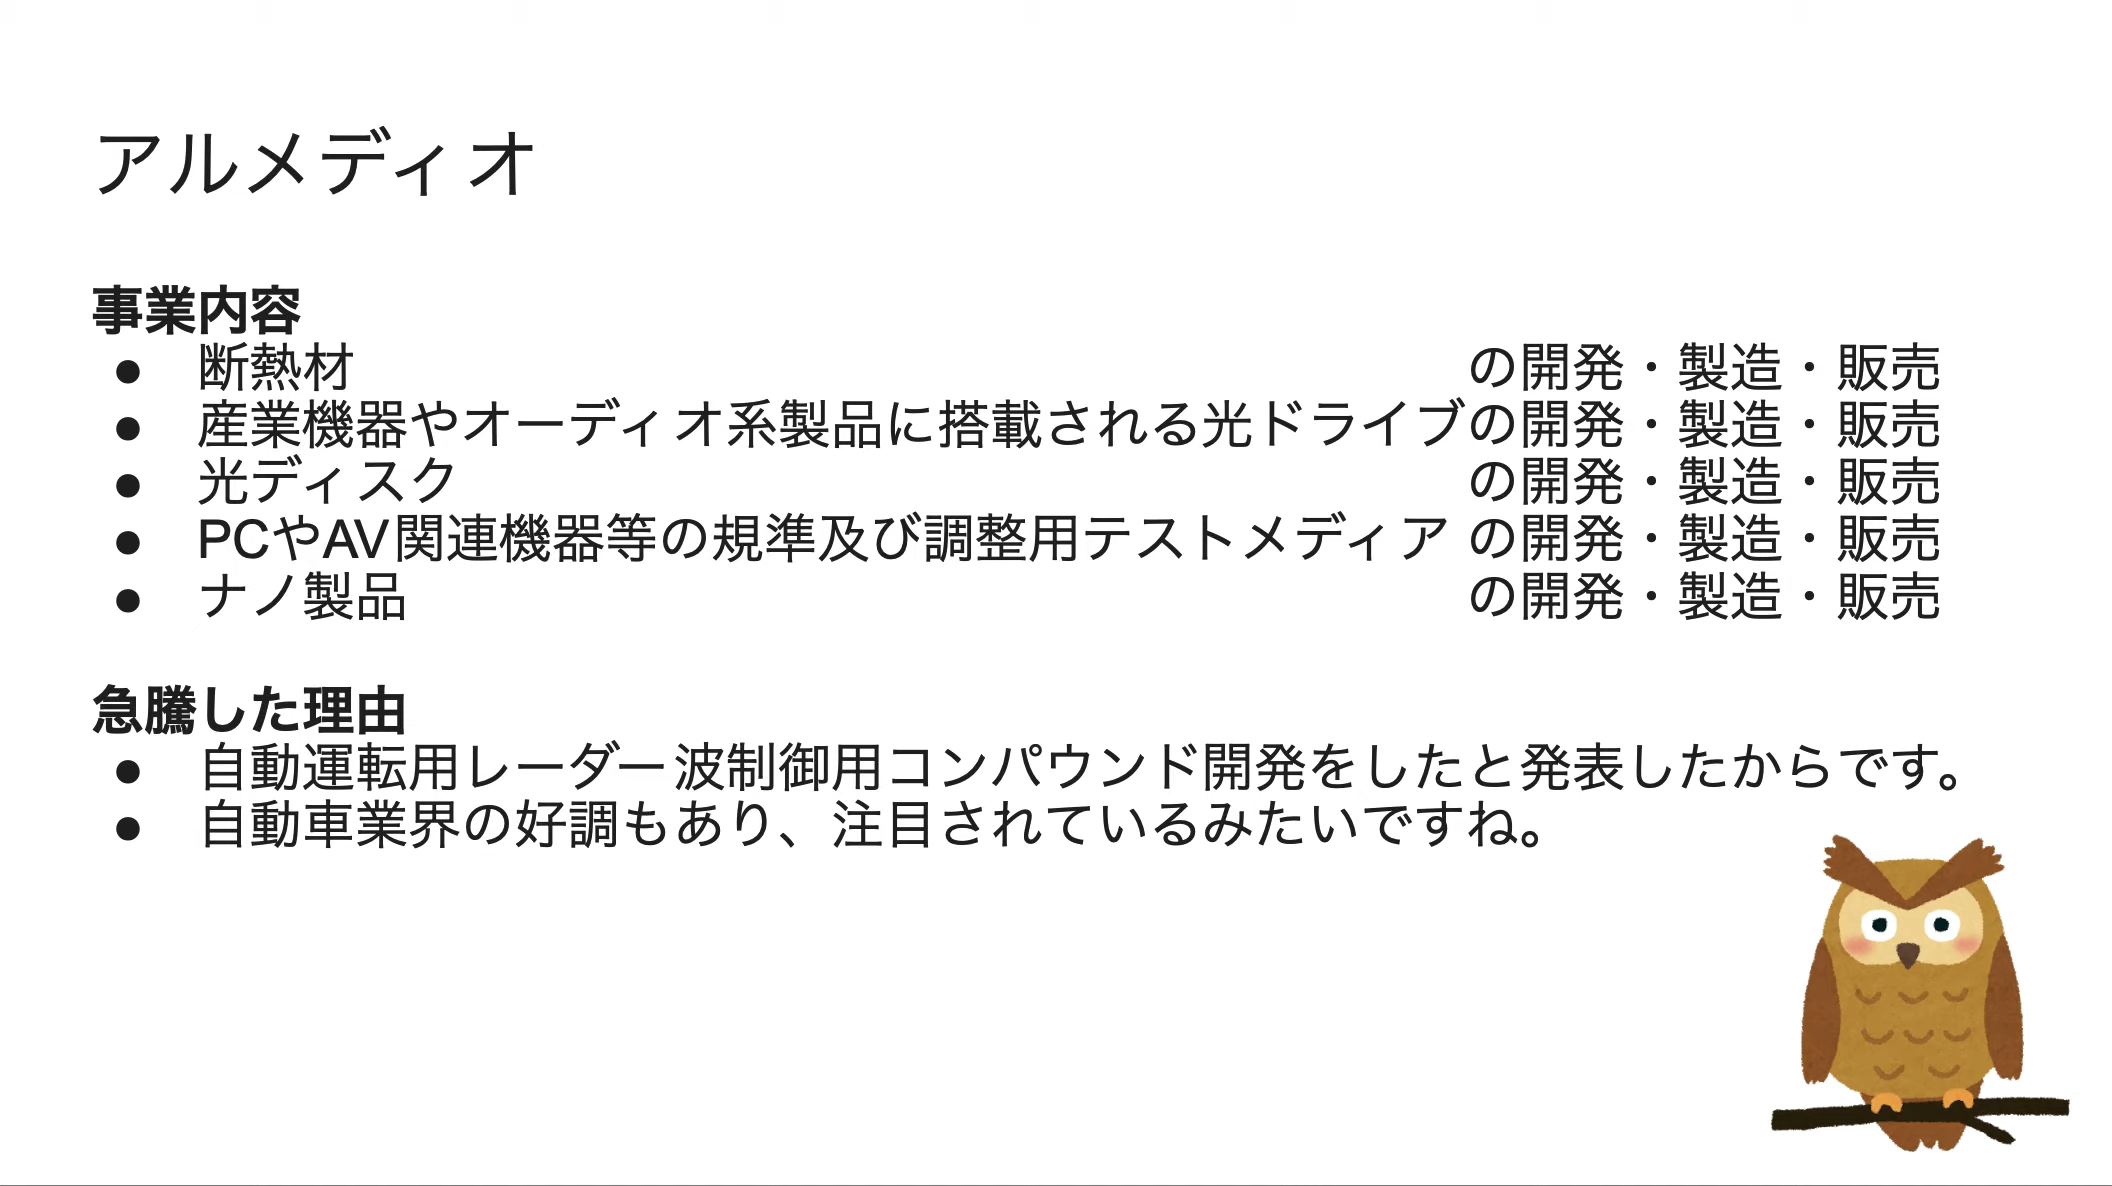 アルメディオ
事業内容
● 断熱材 の開発・製造・販売
● 産業機器やオーディオ系製品に搭載される光ドライブの開発・製造・販売
● 光ディスク の開発・製造・販売
● PCやAV関連機器等の規準及び調整用テストメディア の開発・製造・販売
● ナノ製品 の開発・製造・販売
急騰した理由
● 自動運転用レーダー波制御用コンパウンド開発をしたと発表したからです。
● 自動車業界の好調もあり、注目されているみたいですね。